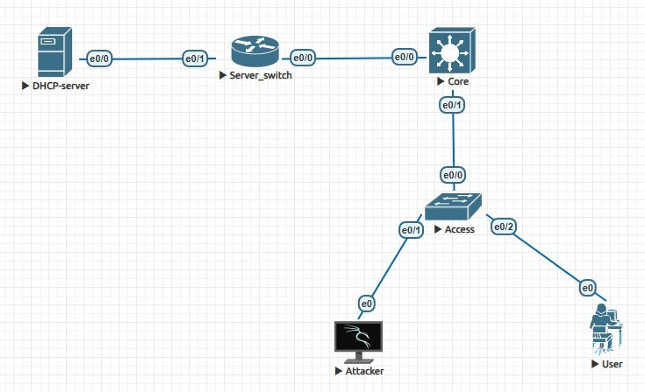 e0/0
e0/1
e0/0
e0/0
DHCP-server
Server_switch
Core
e0/1
e0/0
Access
e0/1
e0/2
e0
e0
Attacker
User